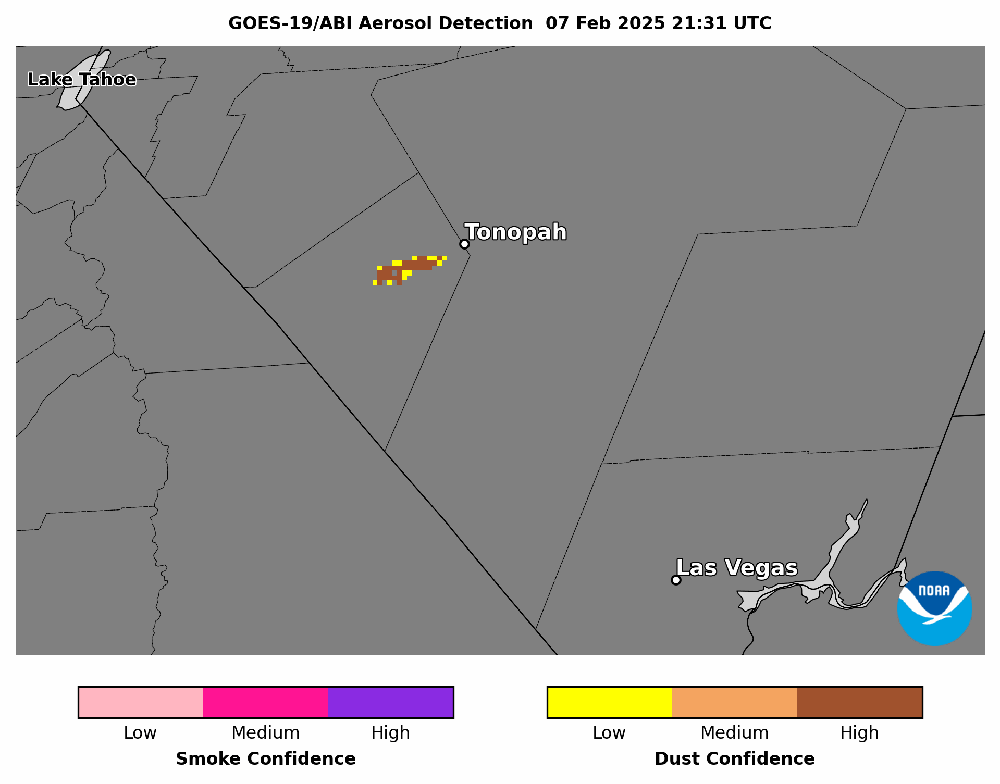 GOES-19/ABI Aerosol Detection  07 Feb 2025 21:31 UTC
Lake Tahoe
Tonopah
Las Vegas
NOAA
Low Medium High
Smoke Confidence
Low Medium High
Dust Confidence